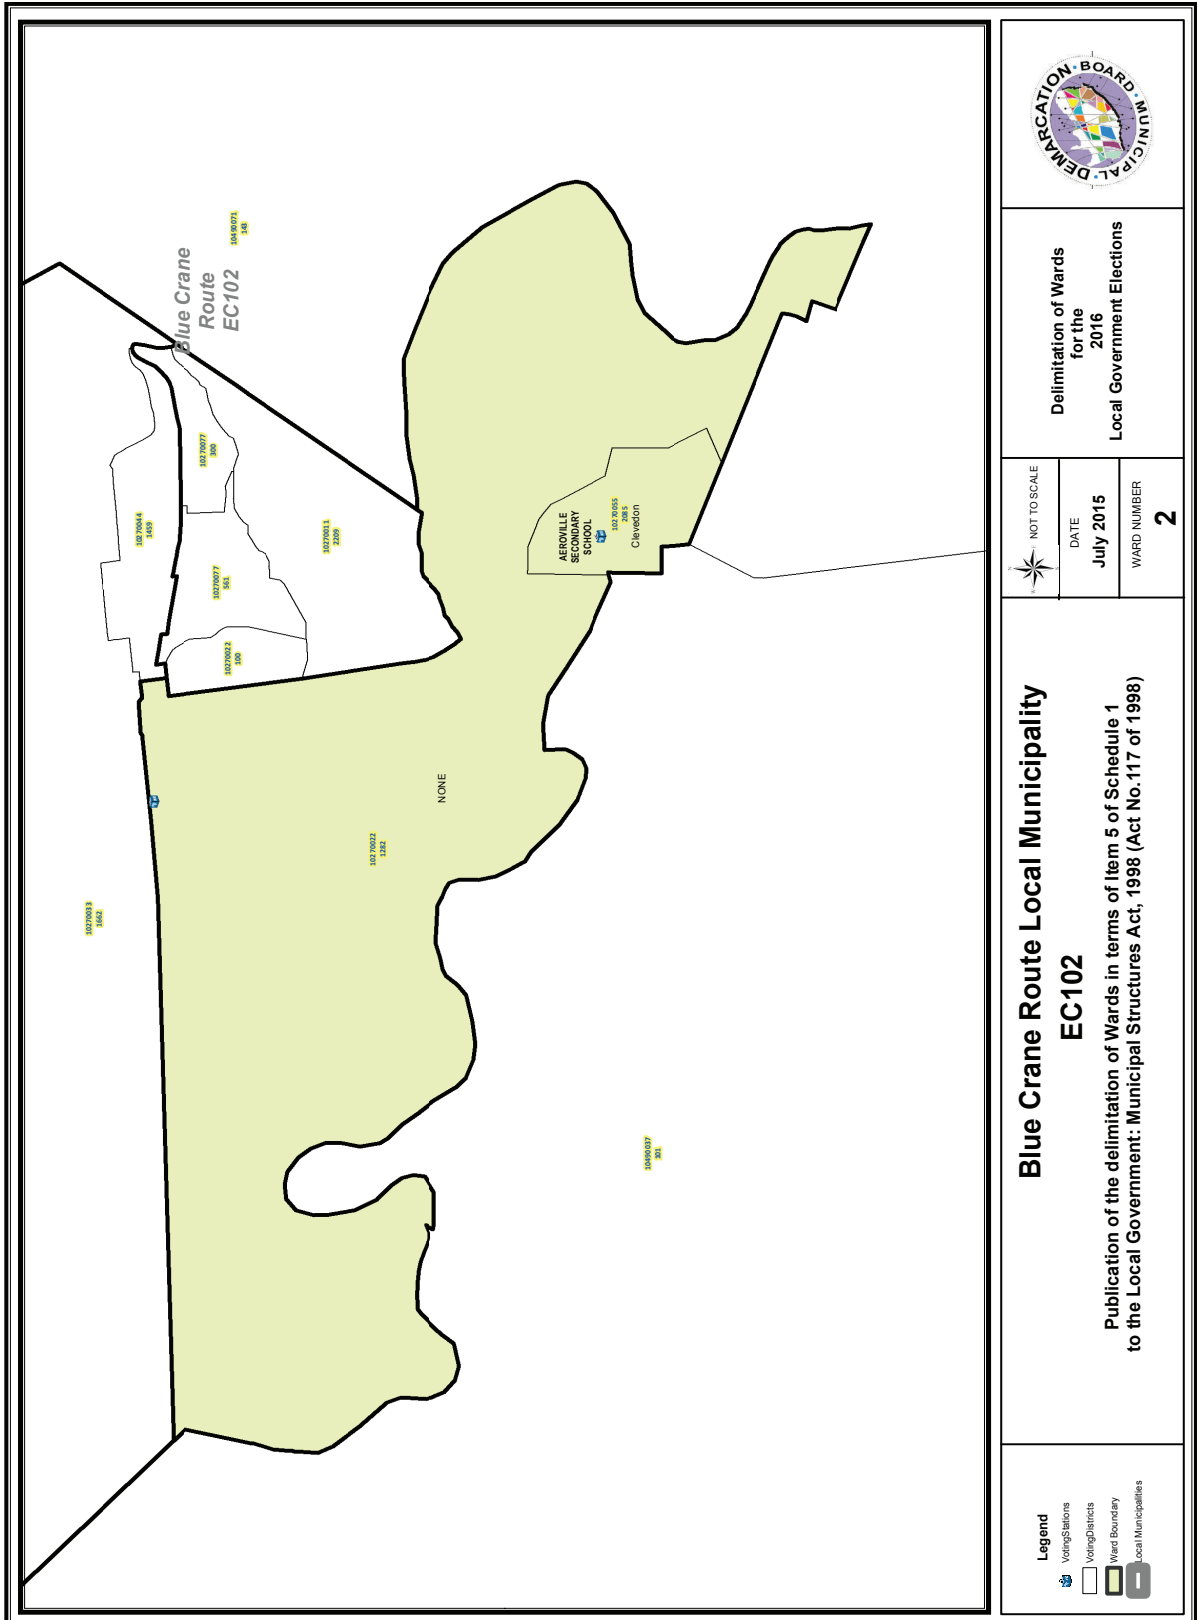 Blue Crane
Route
EC102
10490071
143
10270044
1459
10270077
300
10270011
2209
10270077
561
10270022
100
AEROVILLE
SECONDARY
SCHOOL
10270055
2085
Clevedon
NONE
10270022
1282
10270033
1662
10490037
301
Legend
VotingStations
VotingDistricts
Ward Boundary
Local Municipalities
Blue Crane Route Local Municipality
EC102
Publication of the delimitation of Wards in terms of Item 5 of Schedule 1
to the Local Government: Municipal Structures Act, 1998 (Act No.117 of 1998)
NOT TO SCALE
DATE
July 2015
WARD NUMBER
2
Delimitation of Wards
for the
2016
Local Government Elections
MUNICIPAL DEMARCATION BOARD